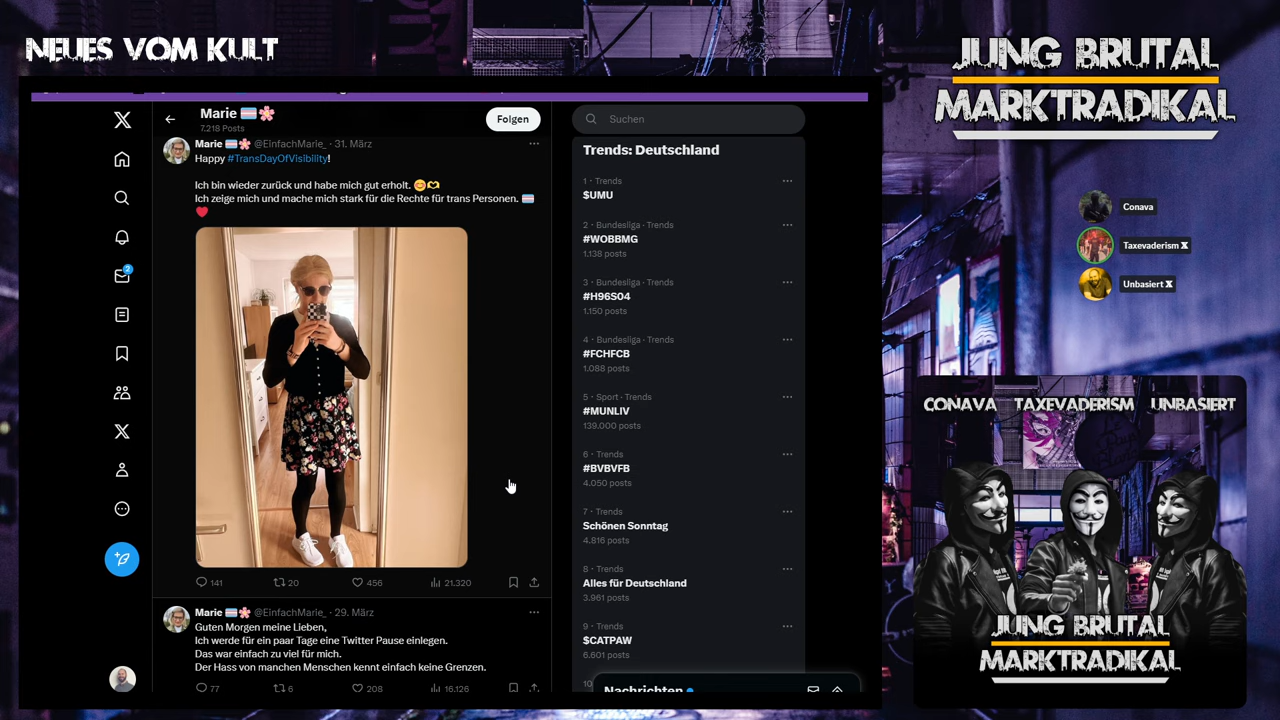 NEUES VOM KULT
JUNG BRUTAL
MARKTRADIKAL
Marie
7.218 Posts
Folgen
Suchen
Marie @EinfachMarie_ · 31. März
Happy #TransDayOfVisibility!
Ich bin wieder zurück und habe mich gut erholt.
Ich zeige mich und mache mich stark für die Rechte für trans Personen.
141 20 456 21,320
Marie @EinfachMarie_ · 29. März
Guten Morgen meine Lieben,
Ich werde für ein paar Tage eine Twitter Pause einlegen.
Das war einfach zu viel für mich.
Der Hass von manchen Menschen kennt einfach keine Grenzen.
77 6 208 16,126
2
Trends: Deutschland
1 · Trends
$UMU
2 · Bundesliga · Trends
#WOBBMG
1.138 posts
3 · Bundesliga · Trends
#H96S04
1.150 posts
4 · Bundesliga · Trends
#FCHFCB
1.088 posts
5 · Sport · Trends
#MUNLIV
139.000 posts
6 · Trends
#BVBVFB
4.050 posts
7 · Trends
Schönen Sonntag
4.816 posts
8 · Trends
Alles für Deutschland
3.961 posts
9 · Trends
$CATPAW
6.601 posts
10
Nachrichten
Conava
Taxevaderism X
Unbasiert X
CONAVA TAXEVADERISM UNBASIERT
JUNG BRUTAL
MARKTRADIKAL